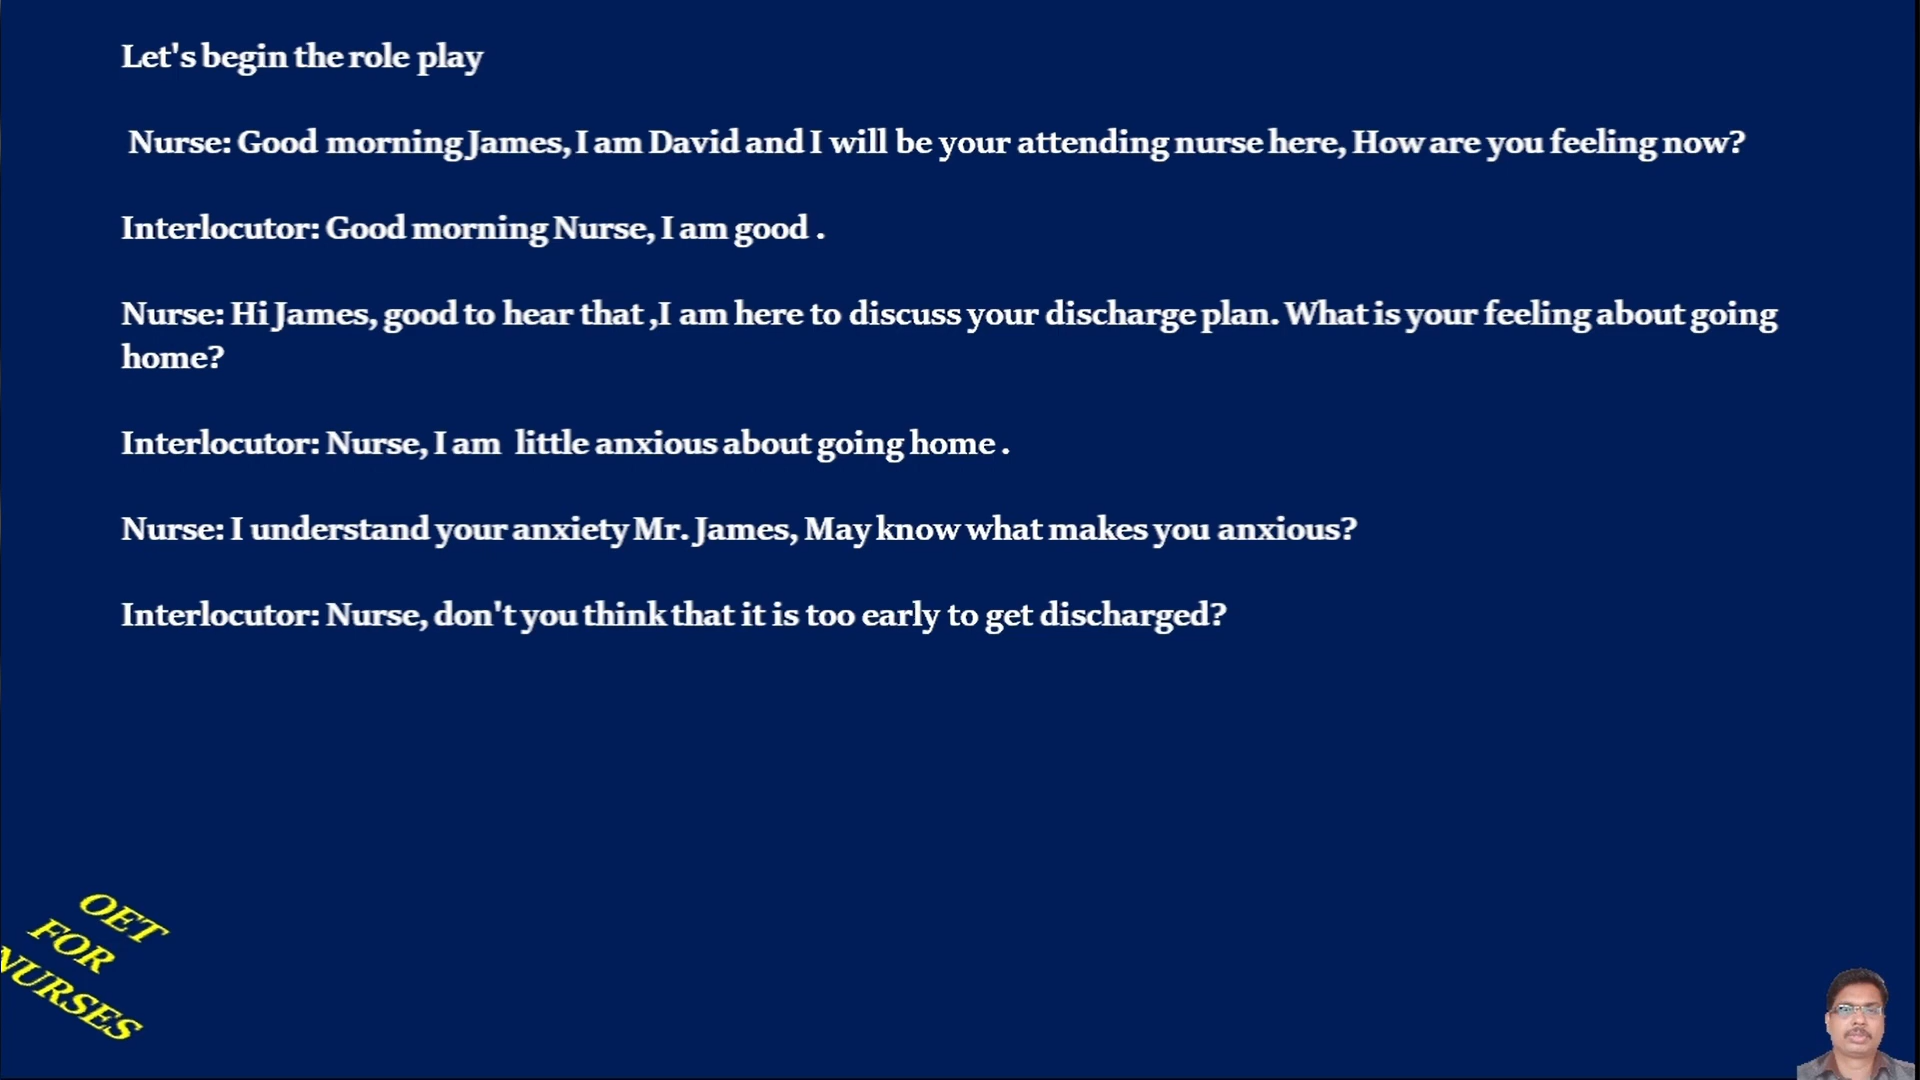 Let's begin the role play
Nurse: Good morning James, I am David and I will be your attending nurse here, How are you feeling now?
Interlocutor: Good morning Nurse, I am good .
Nurse: Hi James, good to hear that ,I am here to discuss your discharge plan. What is your feeling about going
home?
Interlocutor: Nurse, I am little anxious about going home .
Nurse: I understand your anxiety Mr. James, May know what makes you anxious?
Interlocutor: Nurse, don't you think that it is too early to get discharged?
OET
FOR
NURSES